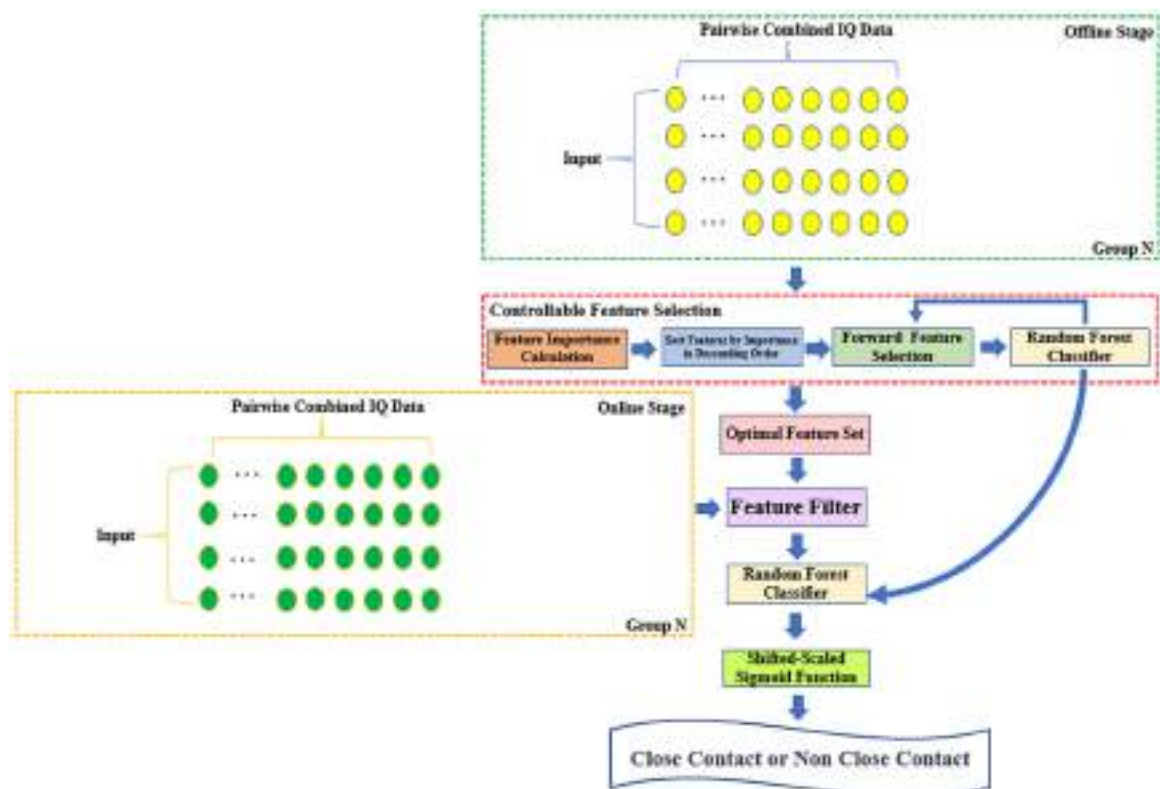 Pairwise Combined IQ Data
Offline Stage
Input
Group N
Controllable Feature Selection
Feature Importance
Calculation
Sort Features by Importance
in Descending Order
Forward Feature
Selection
Random Forest
Classifier
Pairwise Combined IQ Data
Online Stage
Input
Group N
Optimal Feature Set
Feature Filter
Random Forest
Classifier
Shifted-Scaled
Sigmoid Function
Close Contact or Non Close Contact